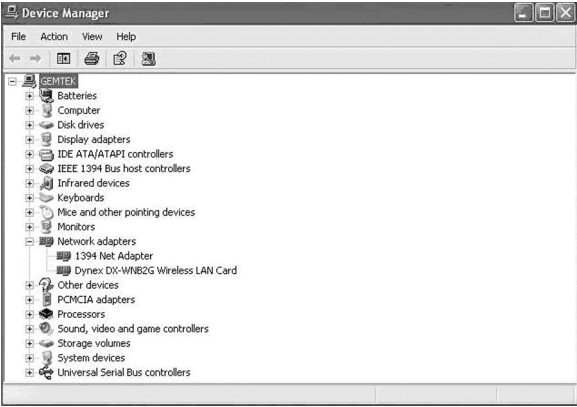 Device Manager
File Action View Help
GEMTEK
Batteries
Computer
Disk drives
Display adapters
IDE ATA/ATAPI controllers
IEEE 1394 Bus host controllers
Infrared devices
Keyboards
Mice and other pointing devices
Monitors
Network adapters
1394 Net Adapter
Dynex DX-WNB2G Wireless LAN Card
Other devices
PCMCIA adapters
Processors
Sound, video and game controllers
Storage volumes
System devices
Universal Serial Bus controllers